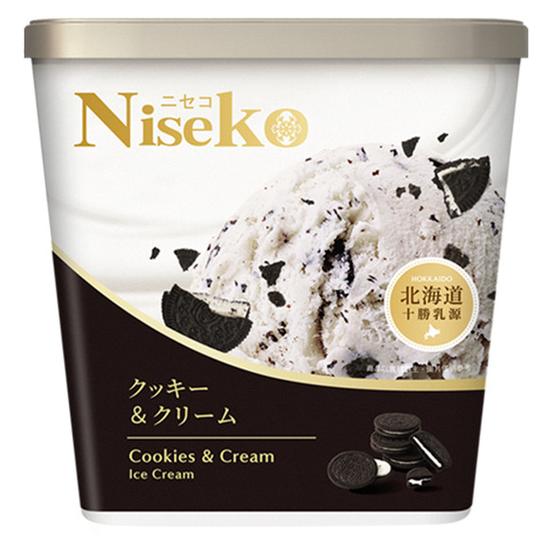 ニセコ
Niseko
HOKKAIDO
北海道
十勝乳源
クッキー
&クリーム
Cookies & Cream
Ice Cream